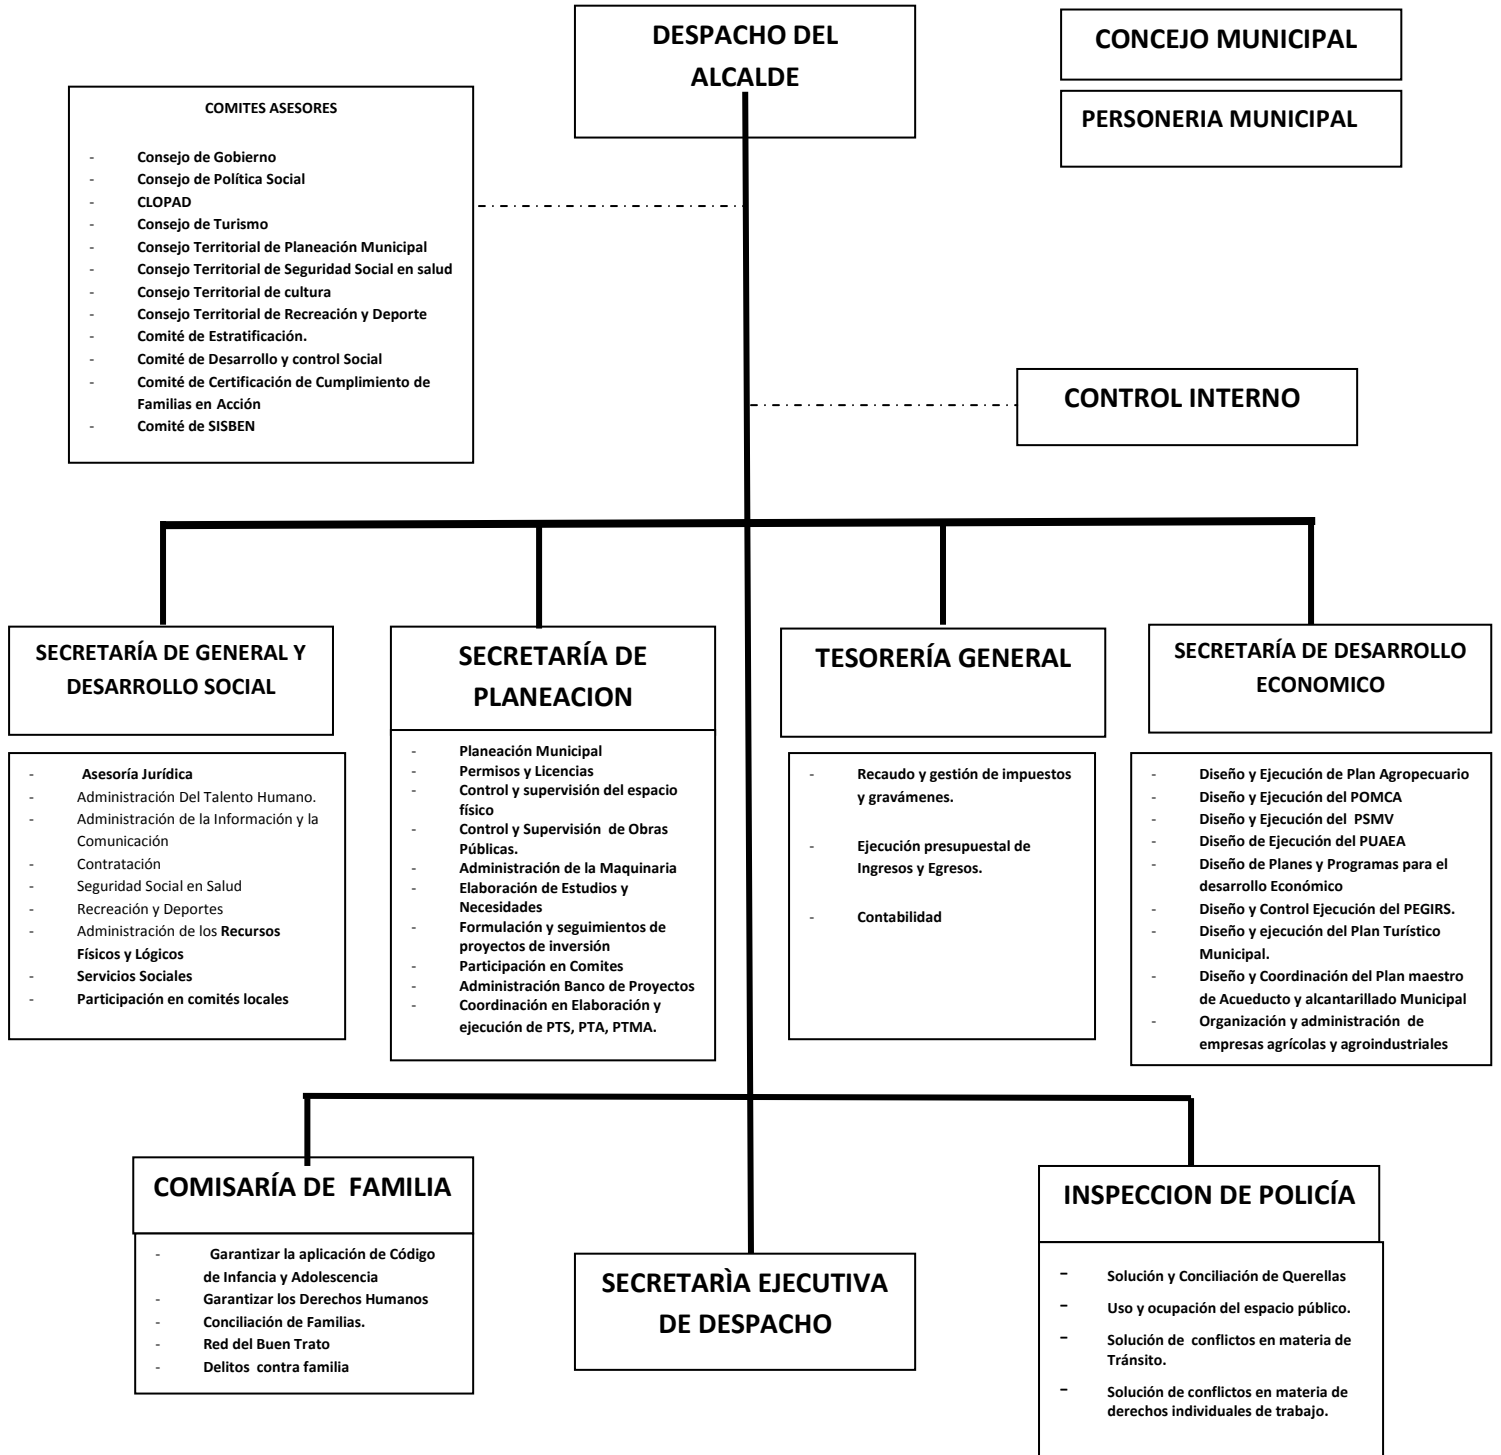 DESPACHO DEL
ALCALDE
CONCEJO MUNICIPAL
PERSONERIA MUNICIPAL
COMITES ASESORES
- Consejo de Gobierno
- Consejo de Política Social
- CLOPAD
- Consejo de Turismo
- Consejo Territorial de Planeación Municipal
- Consejo Territorial de Seguridad Social en salud
- Consejo Territorial de cultura
- Consejo Territorial de Recreación y Deporte
- Comité de Estratificación.
- Comité de Desarrollo y control Social
- Comité de Certificación de Cumplimiento de
Familias en Acción
- Comité de SISBEN
CONTROL INTERNO
SECRETARÍA DE GENERAL Y
DESARROLLO SOCIAL
- Asesoría Jurídica
- Administración Del Talento Humano.
- Administración de la Información y la
Comunicación
- Contratación
- Seguridad Social en Salud
- Recreación y Deportes
- Administración de los Recursos
Físicos y Lógicos
- Servicios Sociales
- Participación en comités locales
SECRETARÍA DE
PLANEACION
- Planeación Municipal
- Permisos y Licencias
- Control y supervisión del espacio
físico
- Control y Supervisión de Obras
Públicas.
- Administración de la Maquinaria
- Elaboración de Estudios y
Necesidades
- Formulación y seguimientos de
proyectos de inversión
- Participación en Comites
- Administración Banco de Proyectos
- Coordinación en Elaboración y
ejecución de PTS, PTA, PTMA.
TESORERÍA GENERAL
- Recaudo y gestión de impuestos
y gravámenes.
- Ejecución presupuestal de
Ingresos y Egresos.
- Contabilidad
SECRETARÍA DE DESARROLLO
ECONOMICO
- Diseño y Ejecución de Plan Agropecuario
- Diseño y Ejecución del POMCA
- Diseño y Ejecución del PSMV
- Diseño de Ejecución del PUAEA
- Diseño de Planes y Programas para el
desarrollo Económico
- Diseño y Control Ejecución del PEGIRS.
- Diseño y ejecución del Plan Turístico
Municipal.
- Diseño y Coordinación del Plan maestro
de Acueducto y alcantarillado Municipal
- Organización y administración de
empresas agrícolas y agroindustriales
COMISARÍA DE FAMILIA
- Garantizar la aplicación de Código
de Infancia y Adolescencia
- Garantizar los Derechos Humanos
- Conciliación de Familias.
- Red del Buen Trato
- Delitos contra familia
SECRETARÌA EJECUTIVA
DE DESPACHO
INSPECCION DE POLICÍA
- Solución y Conciliación de Querellas
- Uso y ocupación del espacio público.
- Solución de conflictos en materia de
Tránsito.
- Solución de conflictos en materia de
derechos individuales de trabajo.